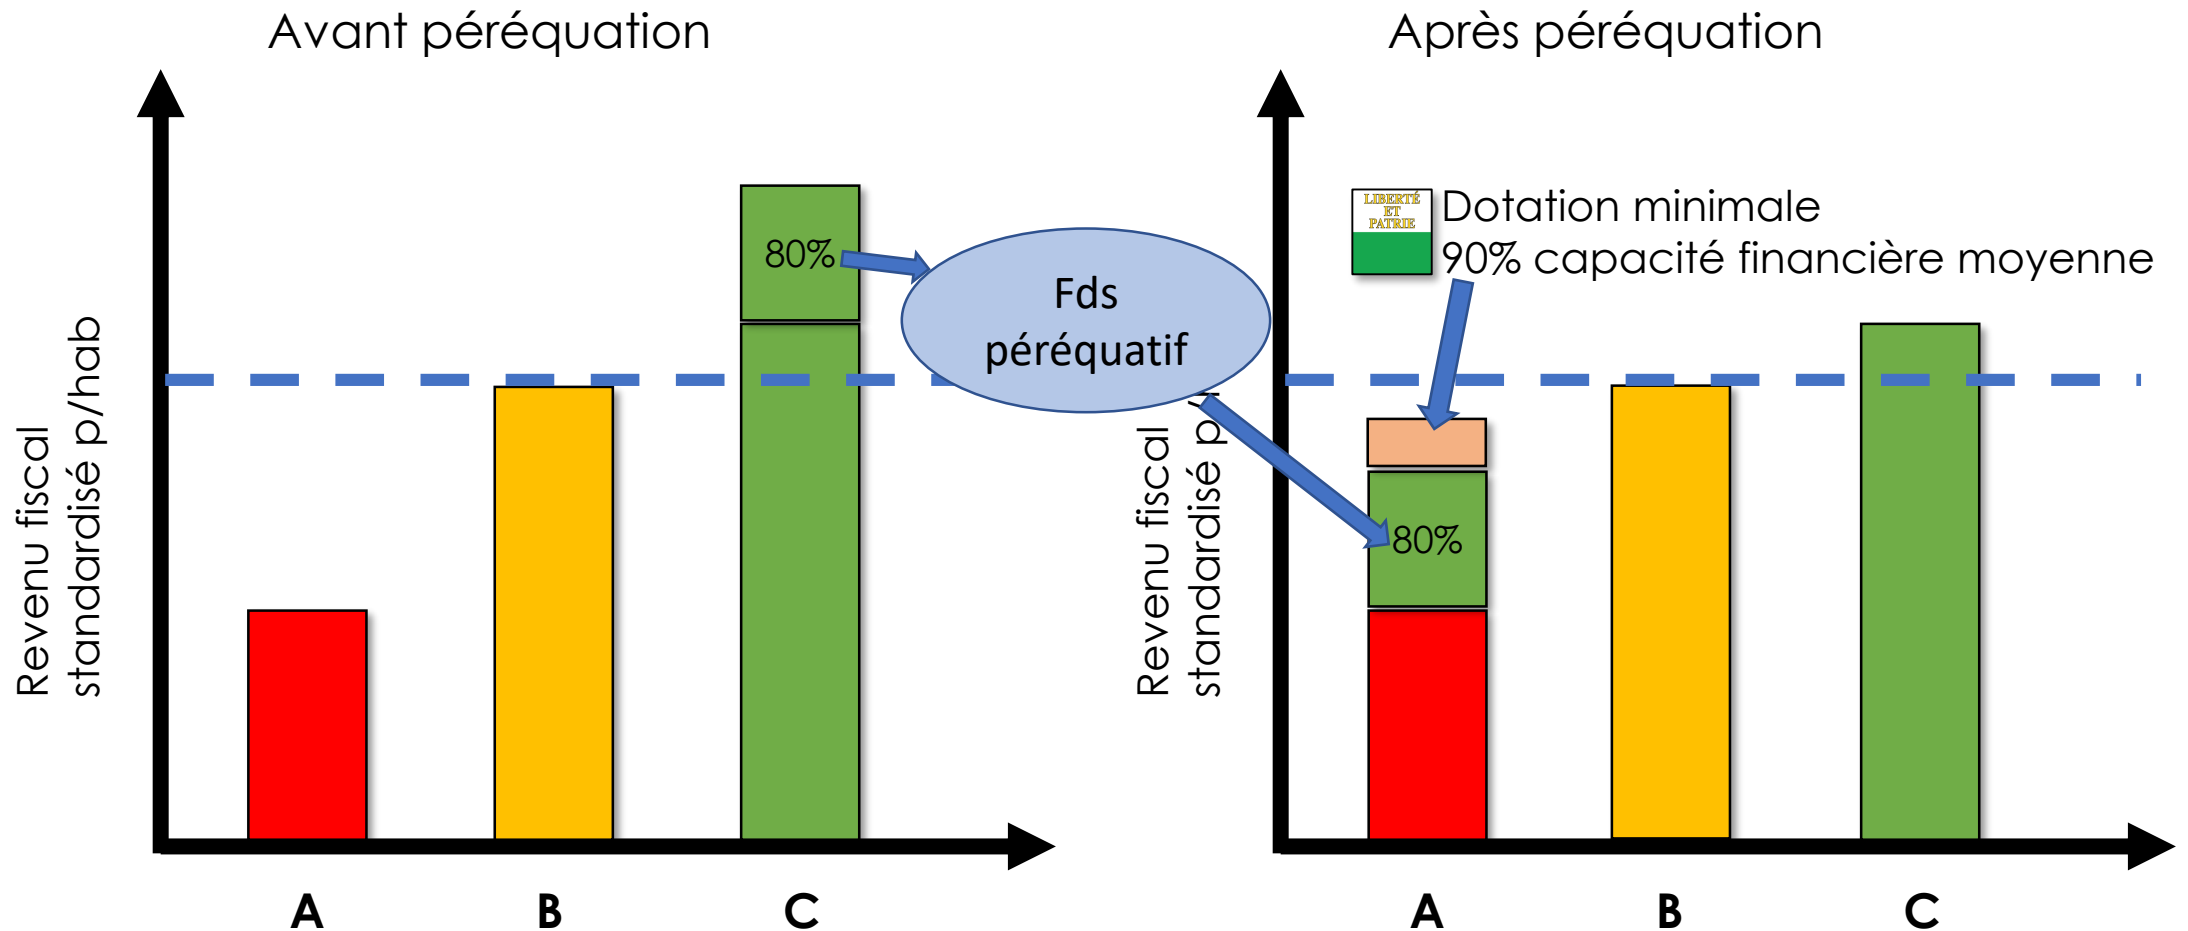 Avant péréquation
Revenu fiscal
standardisé p/hab
80%
A
B
C
Fds
péréquatif
Après péréquation
Revenu fiscal
standardisé
LIBERTÉ
ET
PATRIE
Dotation minimale
90% capacité financière moyenne
80%
A
B
C